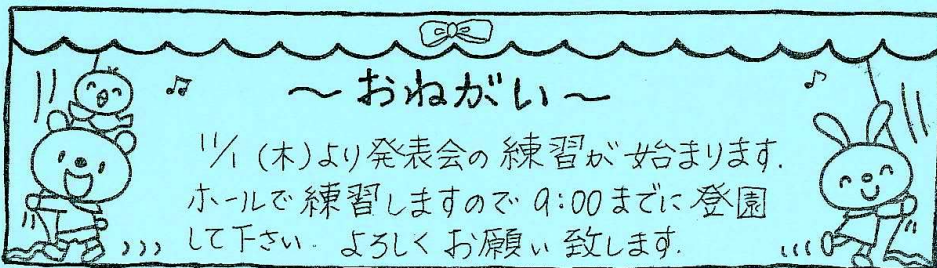 ～おねがい～
11/1(木)より発表会の練習が始まります.
ホールで練習しますので9:00までに登園
して下さい. よろしくお願い致します.